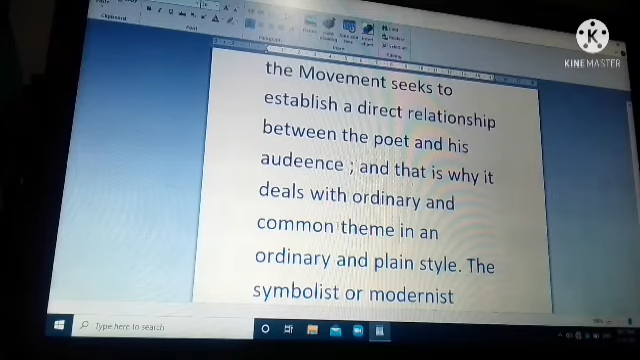 KINEMASTER
the Movement seeks to
establish a direct relationship
between the poet and his
audeence ; and that is why it
deals with ordinary and
common theme in an
ordinary and plain style. The
symbolist or modernist
Type here to search